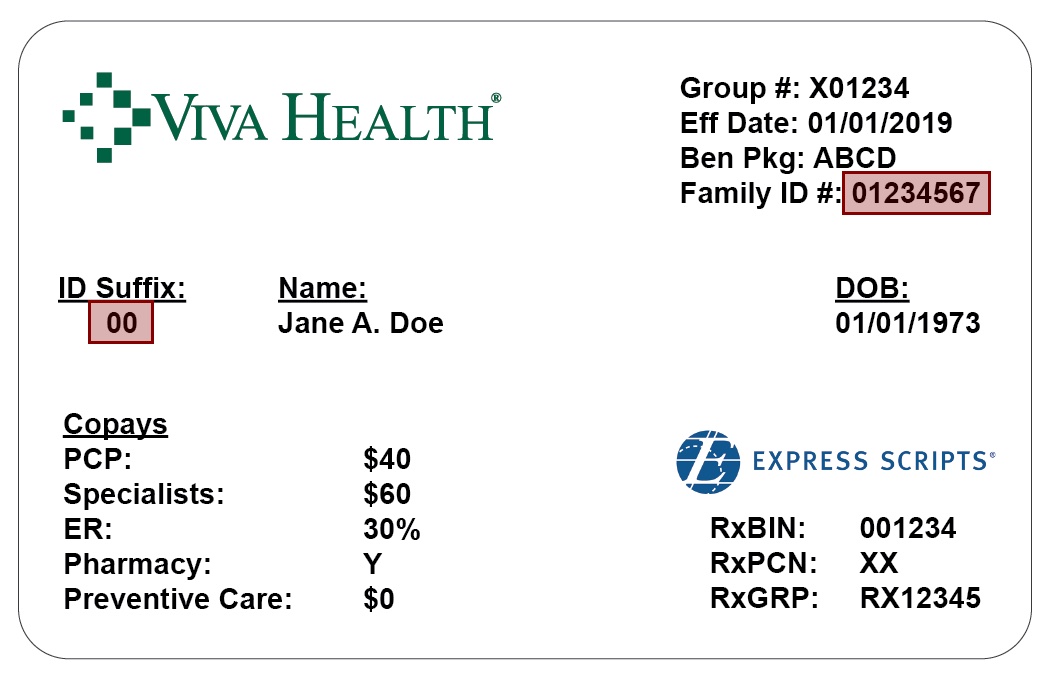 VIVA HEALTH®
Group #: X01234
Eff Date: 01/01/2019
Ben Pkg: ABCD
Family ID #: 01234567
ID Suffix: Name: DOB:
00 Jane A. Doe 01/01/1973
Copays
PCP: $40
Specialists: $60
ER: 30%
Pharmacy: Y
Preventive Care: $0
E EXPRESS SCRIPTS®
RxBIN: 001234
RxPCN: XX
RxGRP: RX12345